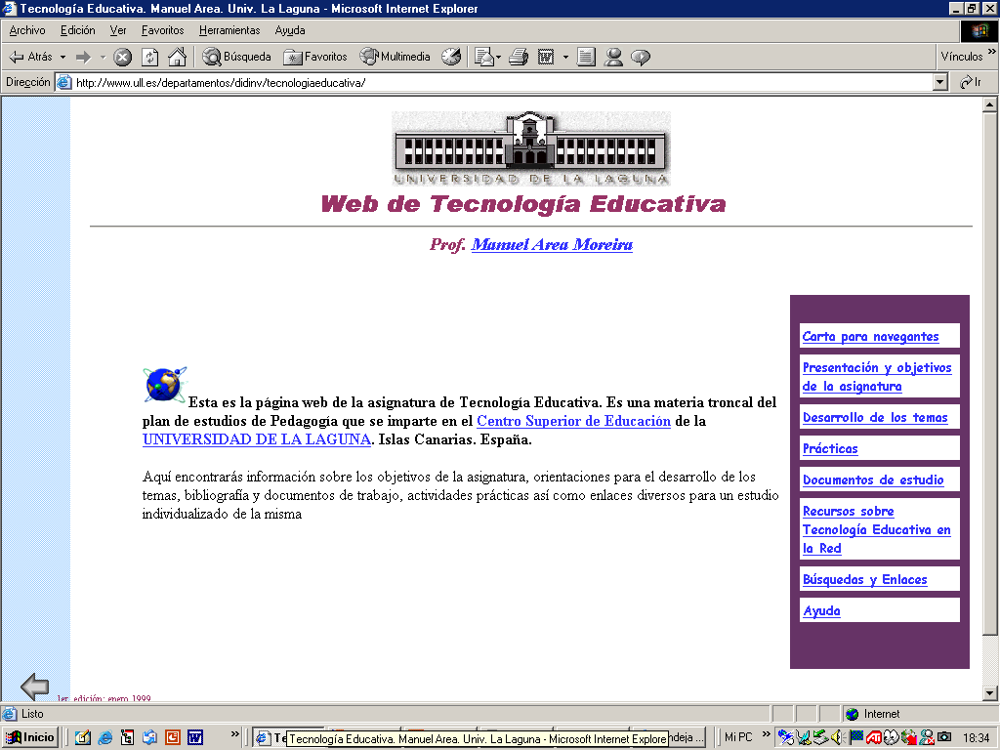 Tecnología Educativa. Manuel Area. Univ. La Laguna - Microsoft Internet Explorer
Archivo Edición Ver Favoritos Herramientas Ayuda
Atrás Búsqueda Favoritos Multimedia Vínculos »
Dirección http://www.ull.es/departamentos/didinv/tecnologiaeducativa/ Ir
UNIVERSIDAD DE LA LAGUNA
Web de Tecnología Educativa
Prof. Manuel Area Moreira
Esta es la página web de la asignatura de Tecnología Educativa. Es una materia troncal del
plan de estudios de Pedagogía que se imparte en el Centro Superior de Educación de la
UNIVERSIDAD DE LA LAGUNA. Islas Canarias. España.
Aquí encontrarás información sobre los objetivos de la asignatura, orientaciones para el desarrollo de los
temas, bibliografía y documentos de trabajo, actividades prácticas así como enlaces diversos para un estudio
individualizado de la misma
Carta para navegantes
Presentación y objetivos
de la asignatura
Desarrollo de los temas
Prácticas
Documentos de estudio
Recursos sobre
Tecnología Educativa en
la Red
Búsquedas y Enlaces
Ayuda
1er. edición: enero 1999
Listo Internet
Inicio » Tecnología Educativa. Manuel Area. Univ. La Laguna - Microsoft Internet Explore Mi PC » 18:34